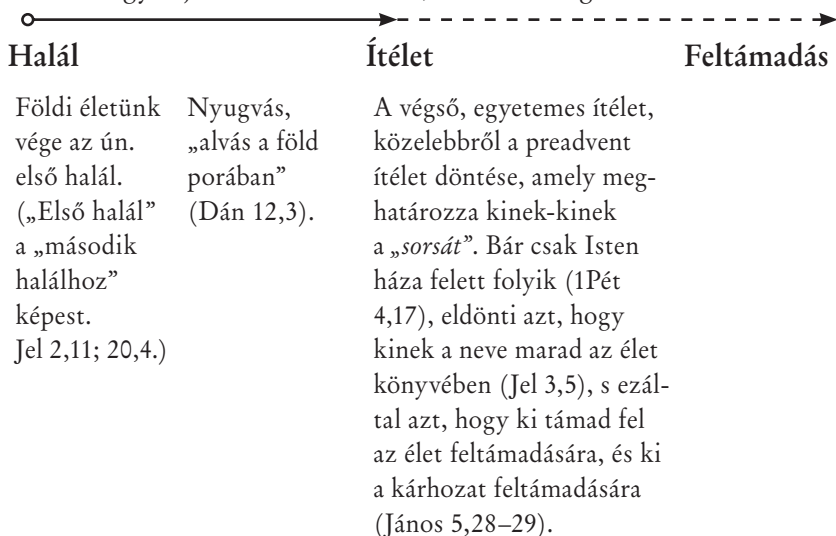 Halál
Ítélet
Feltámadás
Földi életünk
vége az ún.
első halál.
(„Első halál”
a „második
halálhoz”
képest.
Jel 2,11; 20,4.)
Nyugvás,
„alvás a föld
porában”
(Dán 12,3).
A végső, egyetemes ítélet,
közelebbről a preadvent
ítélet döntése, amely meg-
határozza kinek-kinek
a „sorsát”. Bár csak Isten
háza felett folyik (1Pét
4,17), eldönti azt, hogy
kinek a neve marad az élet
könyvében (Jel 3,5), s ezál-
tal azt, hogy ki támad fel
az élet feltámadására, és ki
a kárhozat feltámadására
(János 5,28–29).